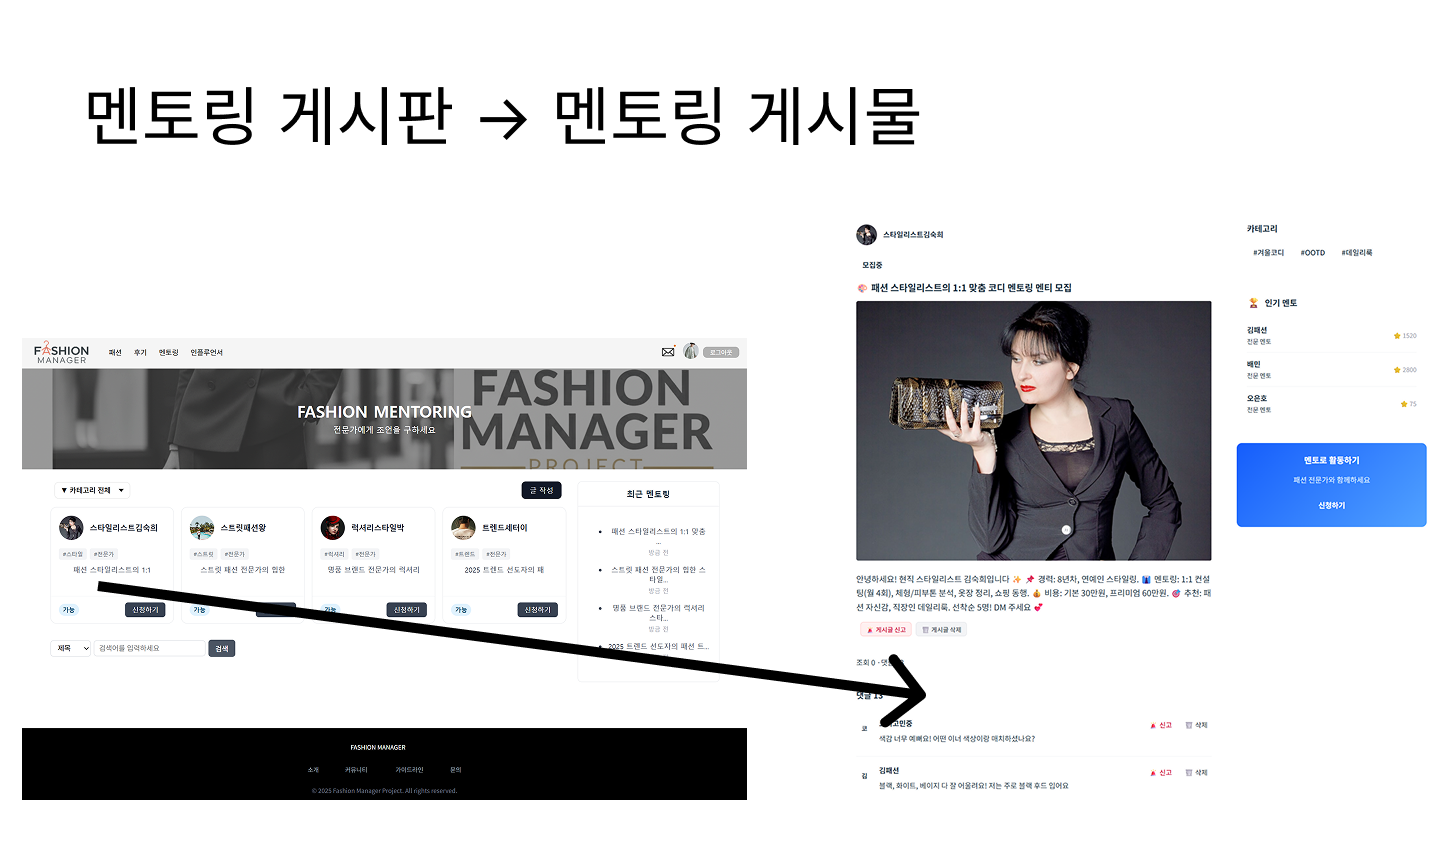 멘토링 게시판 → 멘토링 게시물
FASHION
MANAGER
패션 후기 멘토링 인플루언서
로그아웃
FASHION MENTORING
전문가에게 조언을 구하세요
FASHION
MANAGER
PROJECT
▼ 카테고리 전체
글 작성
스타일리스트김숙희
#스타일 #전문가
패션 스타일리스트의 1:1
가능 신청하기
스트릿패션왕
#스트릿 #전문가
스트릿 패션 전문가의 힙한
가능
럭셔리스타일박
#럭셔리 #전문가
명품 브랜드 전문가의 럭셔리
가능 신청하기
트렌드세터이
#트렌드 #전문가
2025 트렌드 선도자의 패
가능 신청하기
제목 검색어를 입력하세요 검색
최근 멘토링
• 패션 스타일리스트의 1:1 맞춤
...
방금 전
• 스트릿 패션 전문가의 힙한 스
타일...
방금 전
• 명품 브랜드 전문가의 럭셔리
스타...
방금 전
2025 트렌드 선도자의 패션 트...
FASHION MANAGER
소개 커뮤니티 가이드라인 문의
© 2025 Fashion Manager Project. All rights reserved.
스타일리스트김숙희
모집중
🧠 패션 스타일리스트의 1:1 맞춤 코디 멘토링 멘티 모집
안녕하세요! 현직 스타일리스트 김숙희입니다 ✨ 📌 경력: 8년차, 연예인 스타일링. 👔 멘토링: 1:1 컨설
팅(월 4회), 체형/피부톤 분석, 옷장 정리, 쇼핑 동행. 💰 비용: 기본 30만원, 프리미엄 60만원. 🎯 추천: 패
션 자신감, 직장인 데일리룩. 선착순 5명! DM 주세요 💕
게시글 신고 게시글 삭제
조회 0 · 댓글
댓글 13
코
고민중
신고 삭제
색감 너무 예뻐요! 어떤 이너 색상이랑 매치하셨나요?
김
김패션
신고 삭제
블랙, 화이트, 베이지 다 잘 어울려요! 저는 주로 블랙 후드 입어요
카테고리
#겨울코디 #OOTD #데일리룩
🏆 인기 멘토
김패션
전문 멘토
⭐ 1520
배민
전문 멘토
⭐ 2800
오은호
전문 멘토
⭐ 75
멘토로 활동하기
패션 전문가와 함께하세요
신청하기